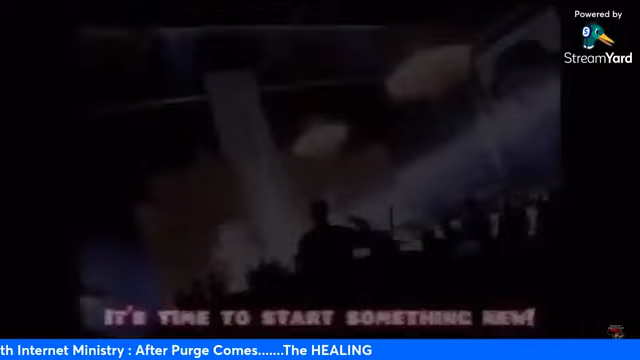 Powered by
StreamYard
IT'S TIME TO START SOMETHING NEW!
th Internet Ministry : After Purge Comes.......The HEALING